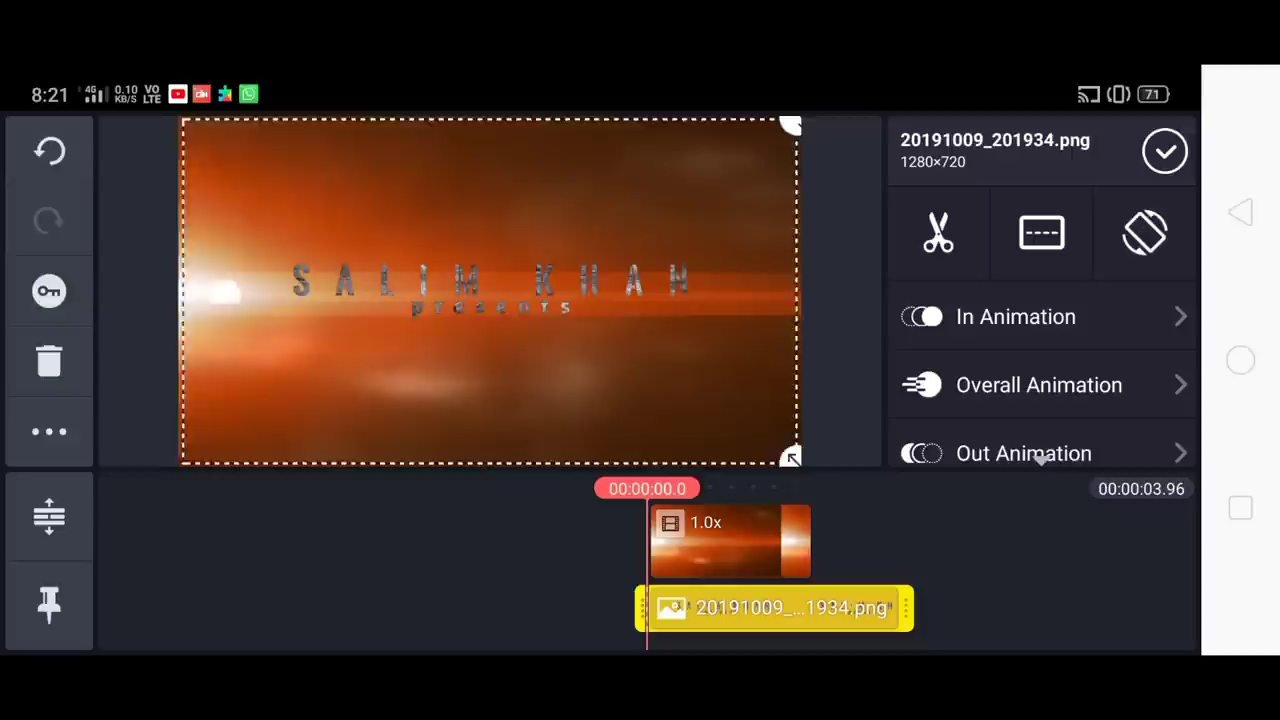 8:21 4G 0.10 KB/S VO LTE 71
20191009_201934.png
1280×720
SALIM KHAN
presents
In Animation
Overall Animation
Out Animation
00:00:00.0
00:00:03.96
1.0x
20191009_...1934.png